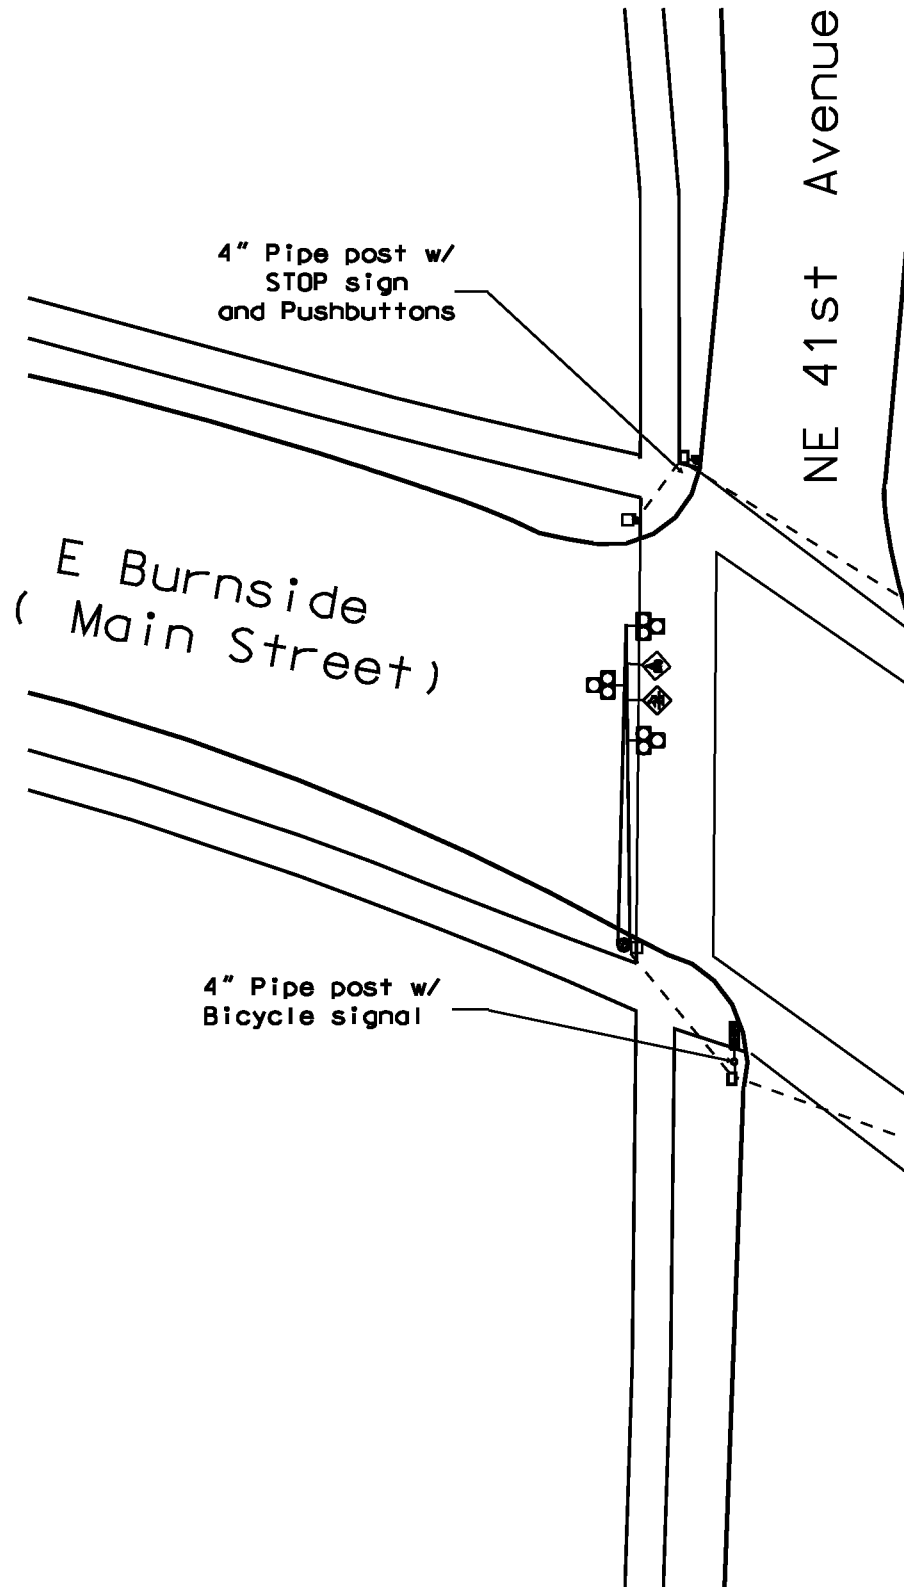 NE 41st Avenue
4" Pipe post w/
STOP sign
and Pushbuttons
E Burnside
( Main Street)
4" Pipe post w/
Bicycle signal